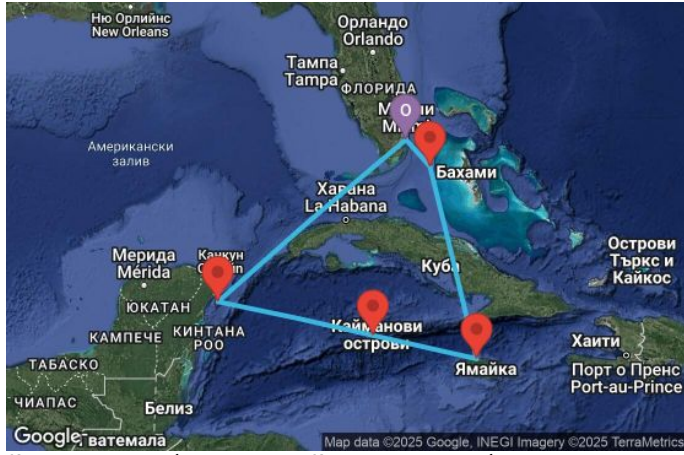 Ню Орлийнс
New Orleans
Орландо
Orlando
Тампа
Tampa
ФЛОРИДА
O
Американски
залив
Бахами
Хавана
La Habana
Мерида
Mérida
Куба
Острови
Търкс и
Кайкос
ЮКАТАН
КАМПЕЧЕ
КИНТАНА
РОО
Кайманови
острови
Хаити
ТАБАСКО
Ямайка
Порт о Пренс
Port-au-Prince
ЧИАПАС
Белиз
Google
Гватемала
Map data ©2025 Google, INEGI Imagery ©2025 TerraMetrics